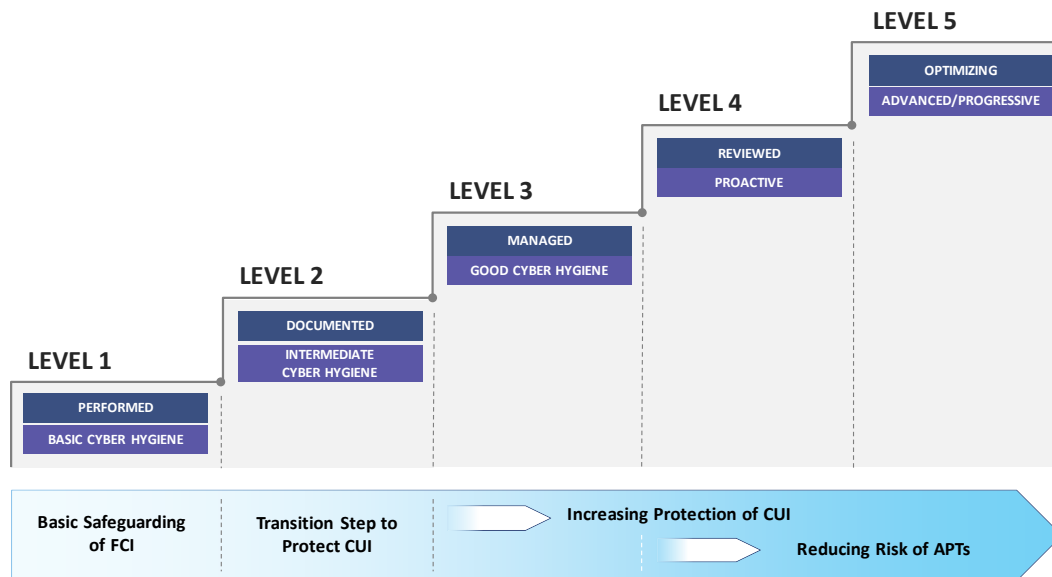 LEVEL 1
PERFORMED
BASIC CYBER HYGIENE
LEVEL 2
DOCUMENTED
INTERMEDIATE
CYBER HYGIENE
LEVEL 3
MANAGED
GOOD CYBER HYGIENE
LEVEL 4
REVIEWED
PROACTIVE
LEVEL 5
OPTIMIZING
ADVANCED/PROGRESSIVE
Basic Safeguarding
of FCI
Transition Step to
Protect CUI
Increasing Protection of CUI
Reducing Risk of APTs